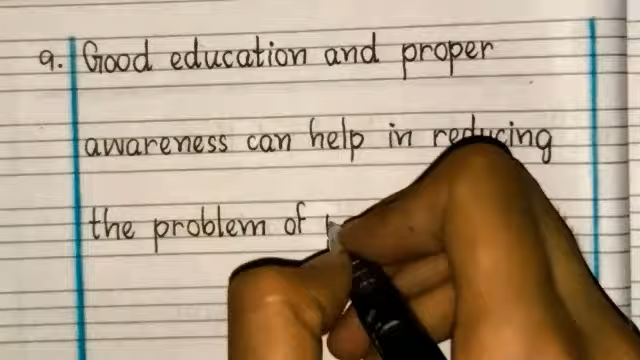 9. Good education and proper
awareness can help in reducing
the problem of